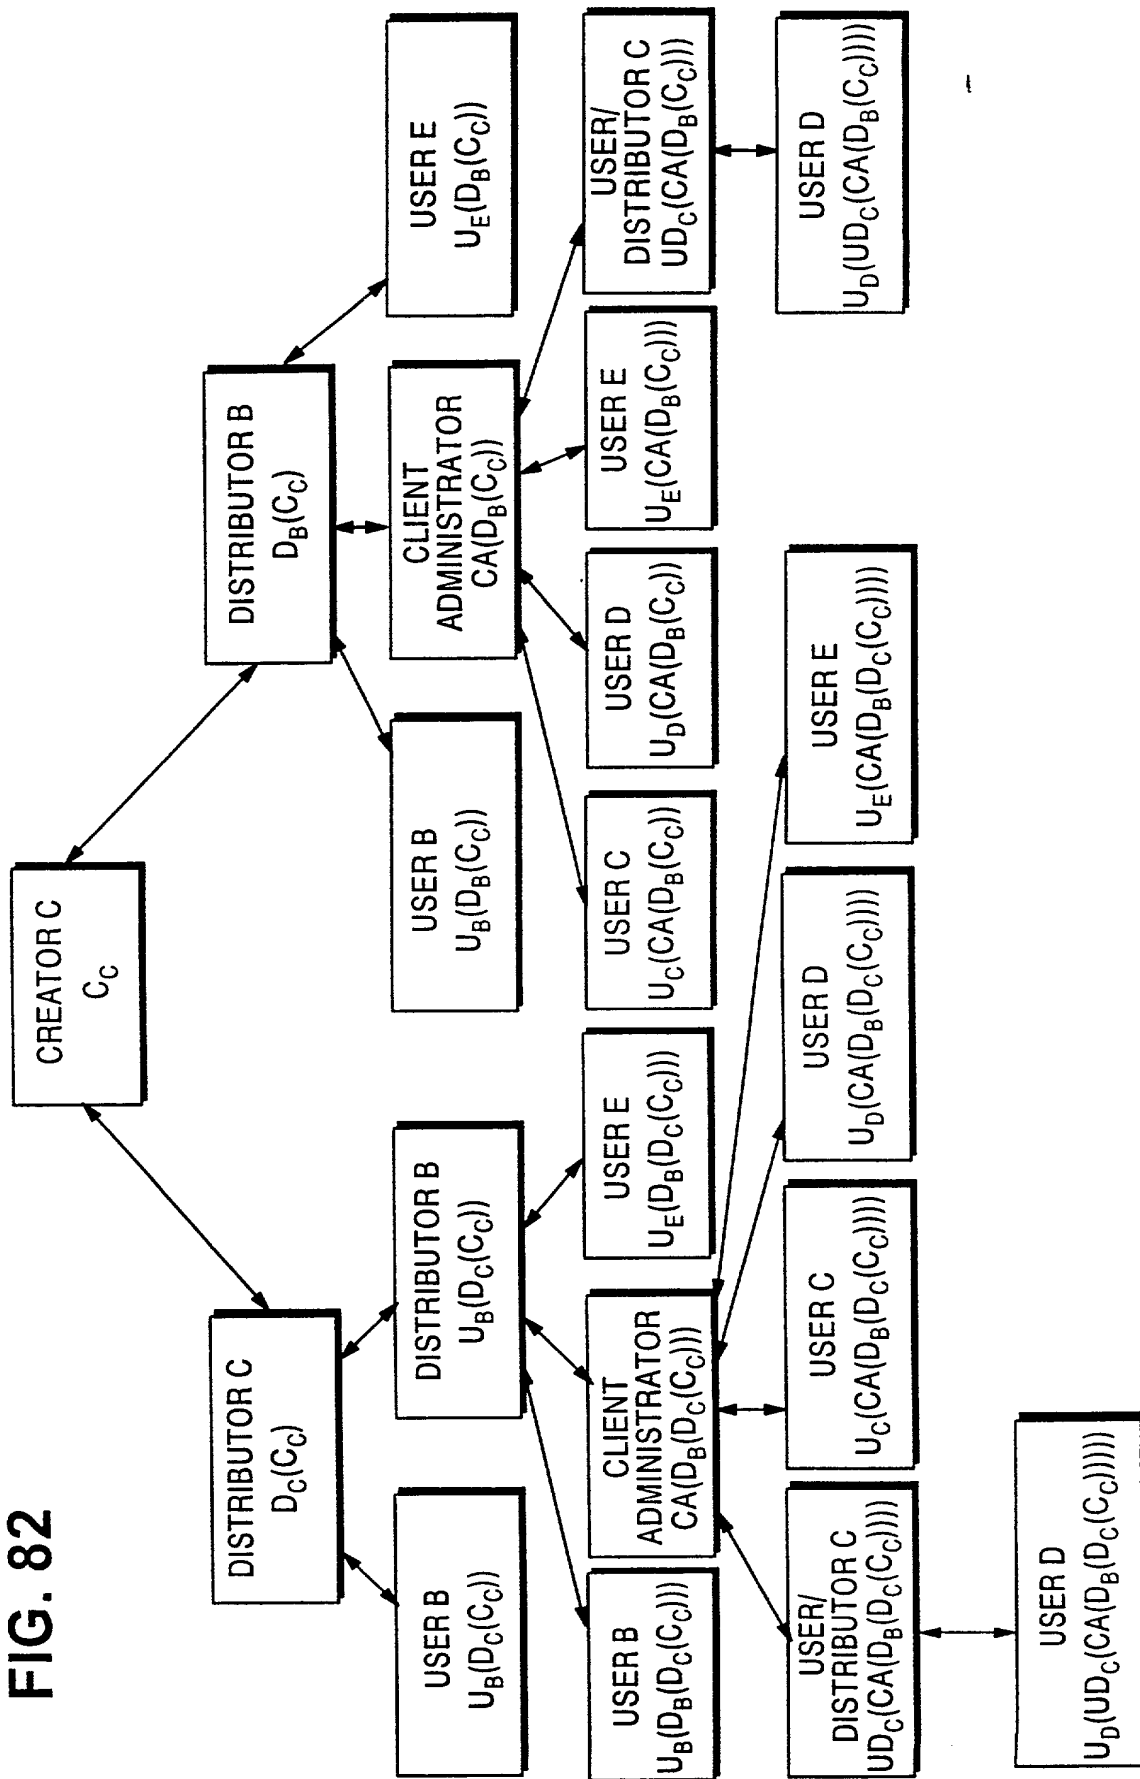 FIG. 82
CREATOR C
C_C
DISTRIBUTOR C
D_C(C_C)
DISTRIBUTOR B
D_B(C_C)
USER B
U_B(D_C(C_C))
DISTRIBUTOR B
U_B(D_C(C_C))
USER B
U_B(D_B(C_C))
CLIENT
ADMINISTRATOR
CA(D_B(C_C))
USER E
U_E(D_B(C_C))
USER B
U_B(D_B(D_C(C_C)))
CLIENT
ADMINISTRATOR
CA(D_B(D_C(C_C)))
USER E
U_E(D_B(D_C(C_C)))
USER C
U_C(CA(D_B(C_C))
USER D
U_D(CA(D_B(C_C))
USER E
U_E(CA(D_B(C_C)))
USER/
DISTRIBUTOR C
UD_C(CA(D_B(C_C)))
USER/
DISTRIBUTOR C
UD_C(CA(D_B(D_C(C_C))))
USER C
U_C(CA(D_B(D_C(C_C))))
USER D
U_D(CA(D_B(D_C(C_C))))
USER E
U_E(CA(D_B(D_C(C_C))))
USER D
U_D(UD_C(CA(D_B(C_C))))
USER D
U_D(UD_C(CA(D_B(D_C(C_C)))))